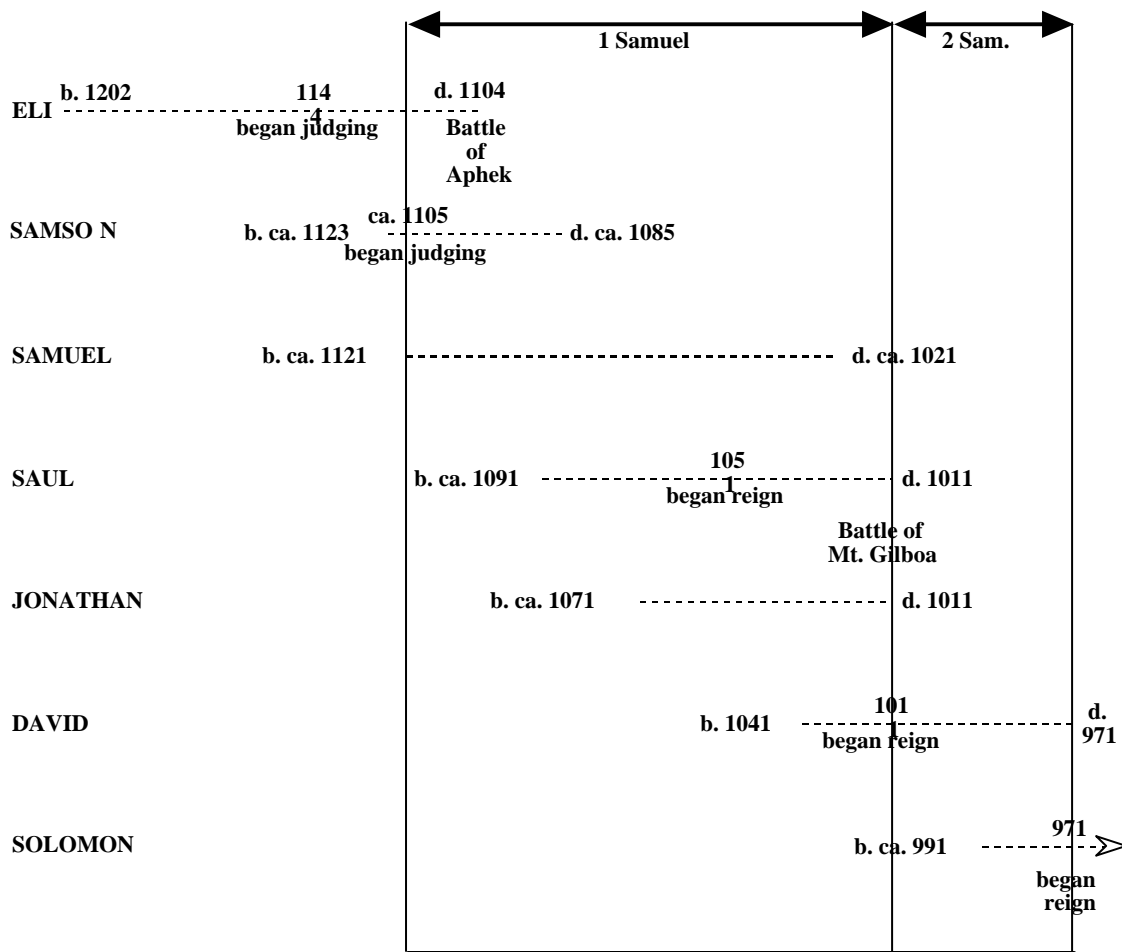 1 Samuel
2 Sam.
ELI
b. 1202
114
4
began judging
d. 1104
Battle
of
Aphek
SAMSO N
b. ca. 1123
ca. 1105
began judging
d. ca. 1085
SAMUEL
b. ca. 1121
d. ca. 1021
SAUL
b. ca. 1091
105
1
began reign
d. 1011
Battle of
Mt. Gilboa
JONATHAN
b. ca. 1071
d. 1011
DAVID
b. 1041
101
1
began reign
d.
971
SOLOMON
b. ca. 991
971
began
reign